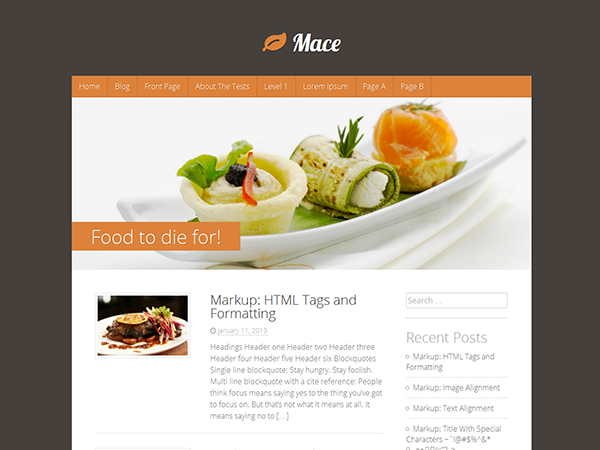 Mace
Home Blog Front Page About The Tests Level 1 Lorem Ipsum Page A Page B
Food to die for!
Markup: HTML Tags and
Formatting
January 11, 2013
Headings Header one Header two Header three
Header four Header five Header six Blockquotes
Single line blockquote: Stay hungry. Stay foolish.
Multi line blockquote with a cite reference: People
think focus means saying yes to the thing you've got
to focus on. But that's not what it means at all. It
means saying no to [...]
Search ...
Recent Posts
Markup: HTML Tags and
Formatting
Markup: Image Alignment
Markup: Text Alignment
Markup: Title With Special
Characters ~`!@#$%^&*